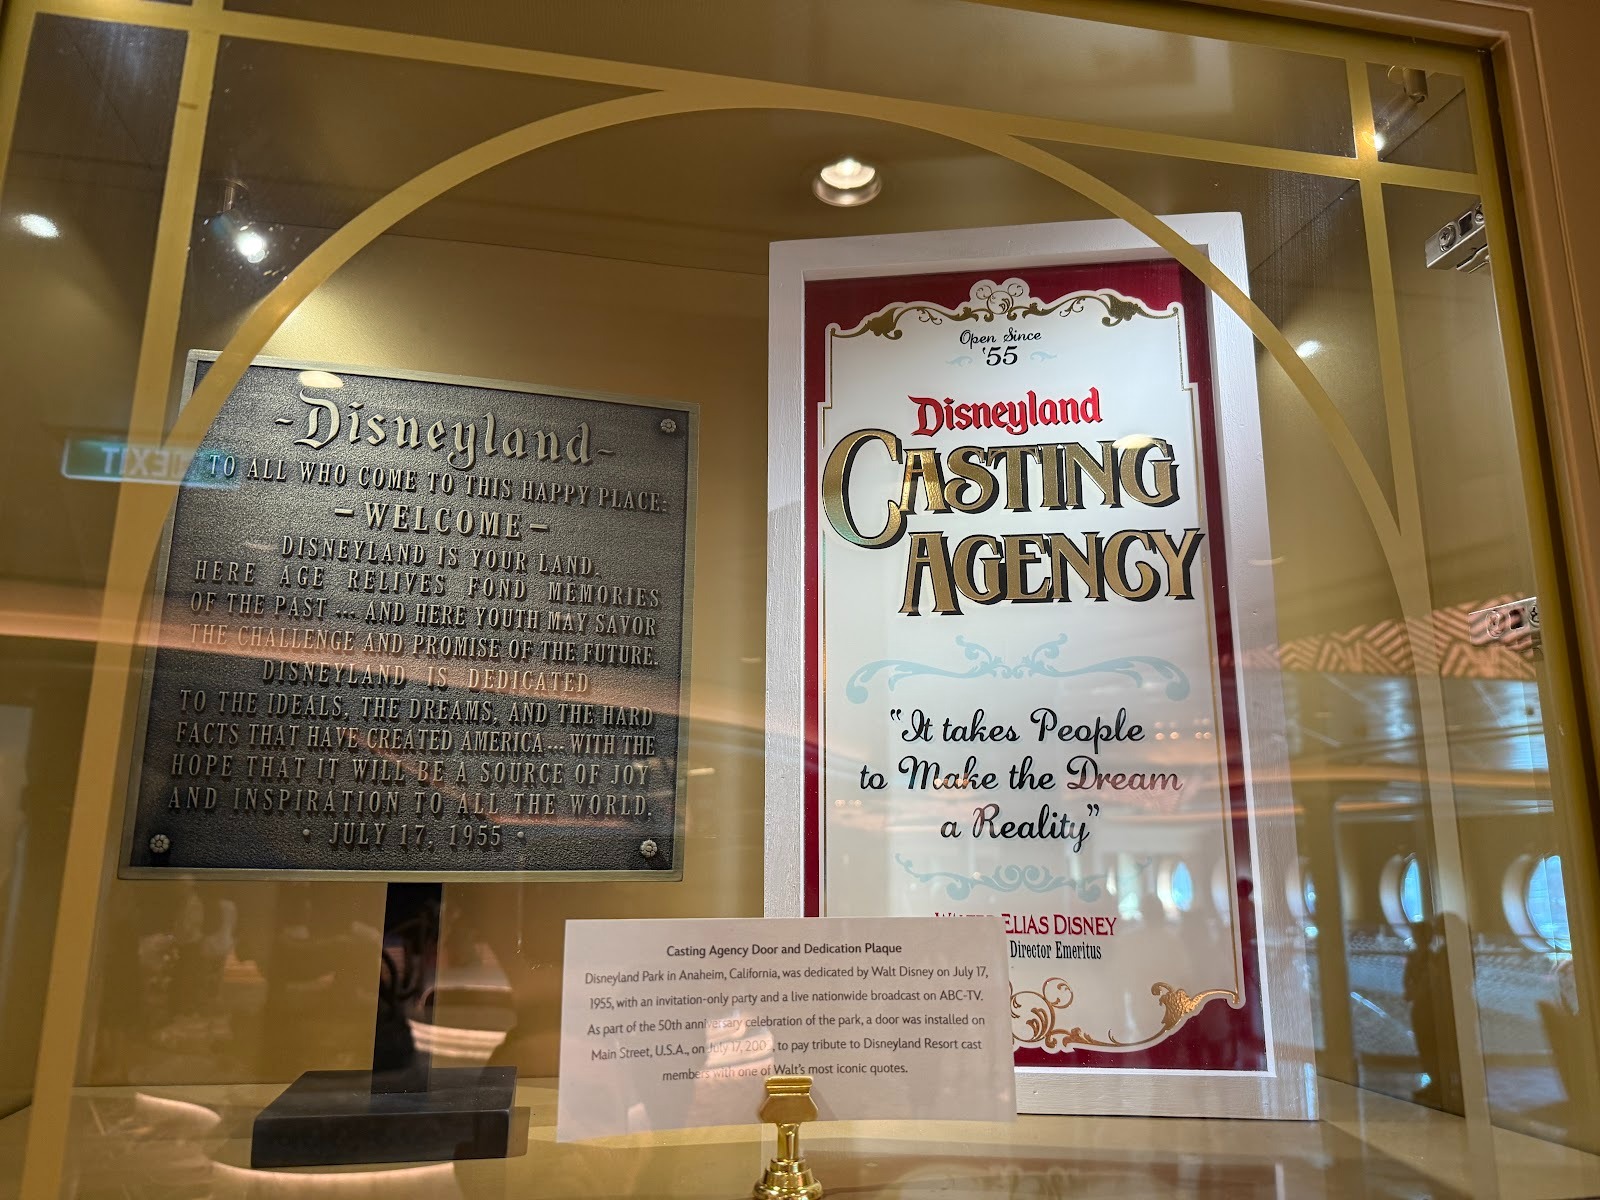 -Disneyland-
TO ALL WHO COME TO THIS HAPPY PLACE:
-WELCOME-
DISNEYLAND IS YOUR LAND.
HERE AGE RELIVES FOND MEMORIES
OF THE PAST ... AND HERE YOUTH MAY SAVOR
THE CHALLENGE AND PROMISE OF THE FUTURE.
DISNEYLAND IS DEDICATED
TO THE IDEALS, THE DREAMS, AND THE HARD
FACTS THAT HAVE CREATED AMERICA... WITH THE
HOPE THAT IT WILL BE A SOURCE OF JOY
AND INSPIRATION TO ALL THE WORLD.
· JULY 17, 1955 ·
EXIT
Open Since
'55
Disneyland
CASTING
AGENCY
"It takes People
to Make the Dream
a Reality"
WALTER ELIAS DISNEY
Director Emeritus
Casting Agency Door and Dedication Plaque
Disneyland Park in Anaheim, California, was dedicated by Walt Disney on July 17,
1955, with an invitation-only party and a live nationwide broadcast on ABC-TV.
As part of the 50th anniversary celebration of the park, a door was installed on
Main Street, U.S.A., on July 17, to pay tribute to Disneyland Resort cast
members with one of Walt's most iconic quotes.